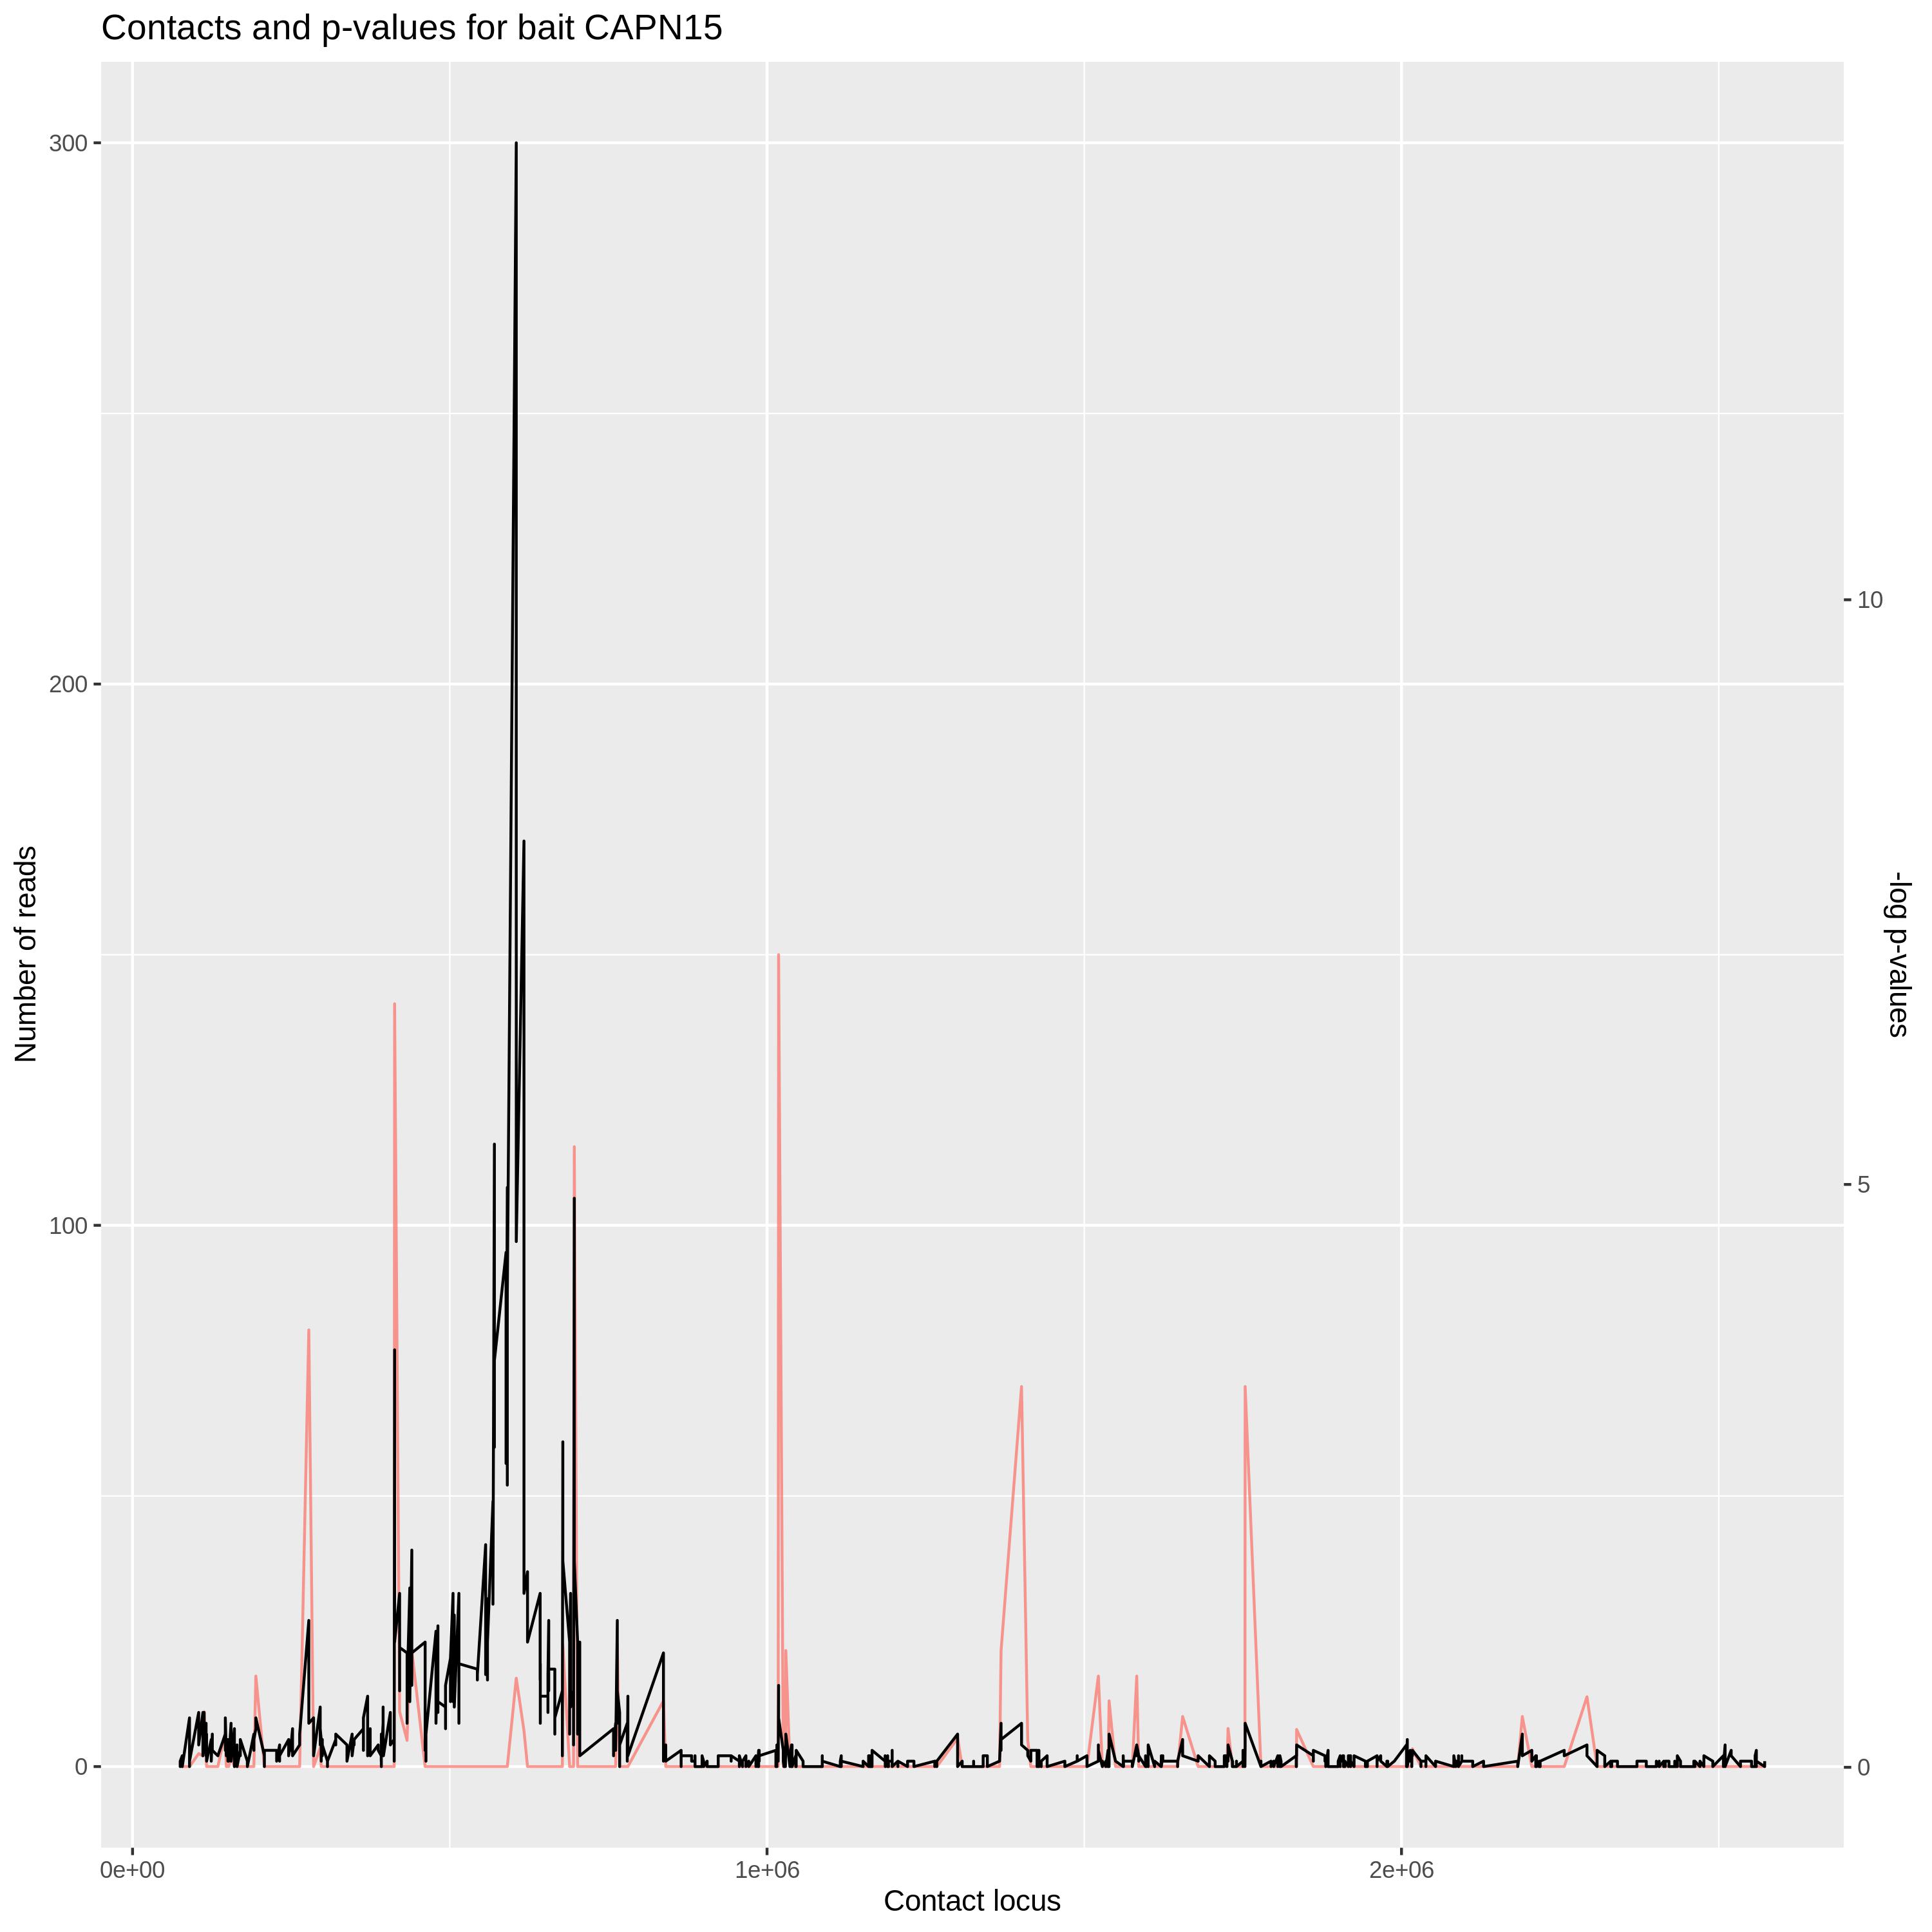 Contacts and p-values for bait CAPN15
300
200
100
0
Number of reads
10
5
0
-log p-values
0e+00
1e+06
2e+06
Contact locus